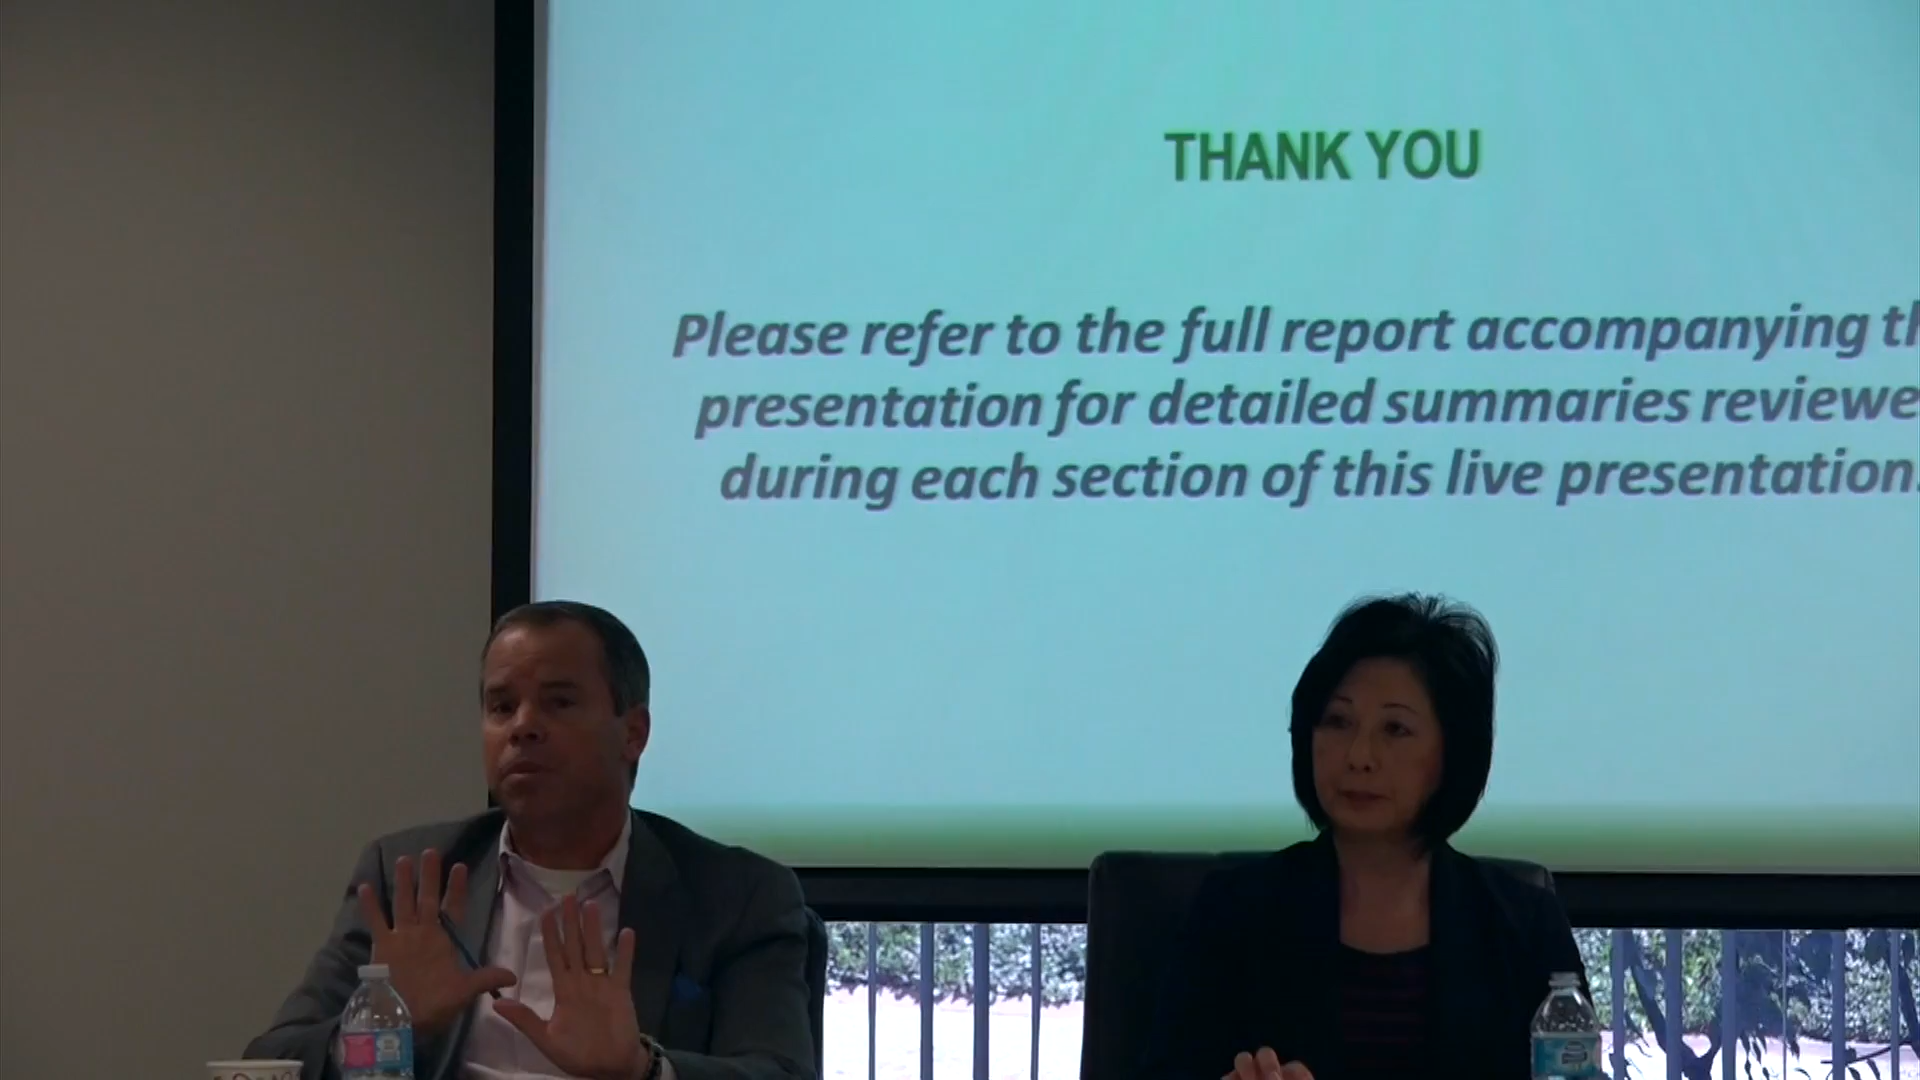 THANK YOU
Please refer to the full report accompanying
presentation for detailed summaries
during each section of this live presentation.